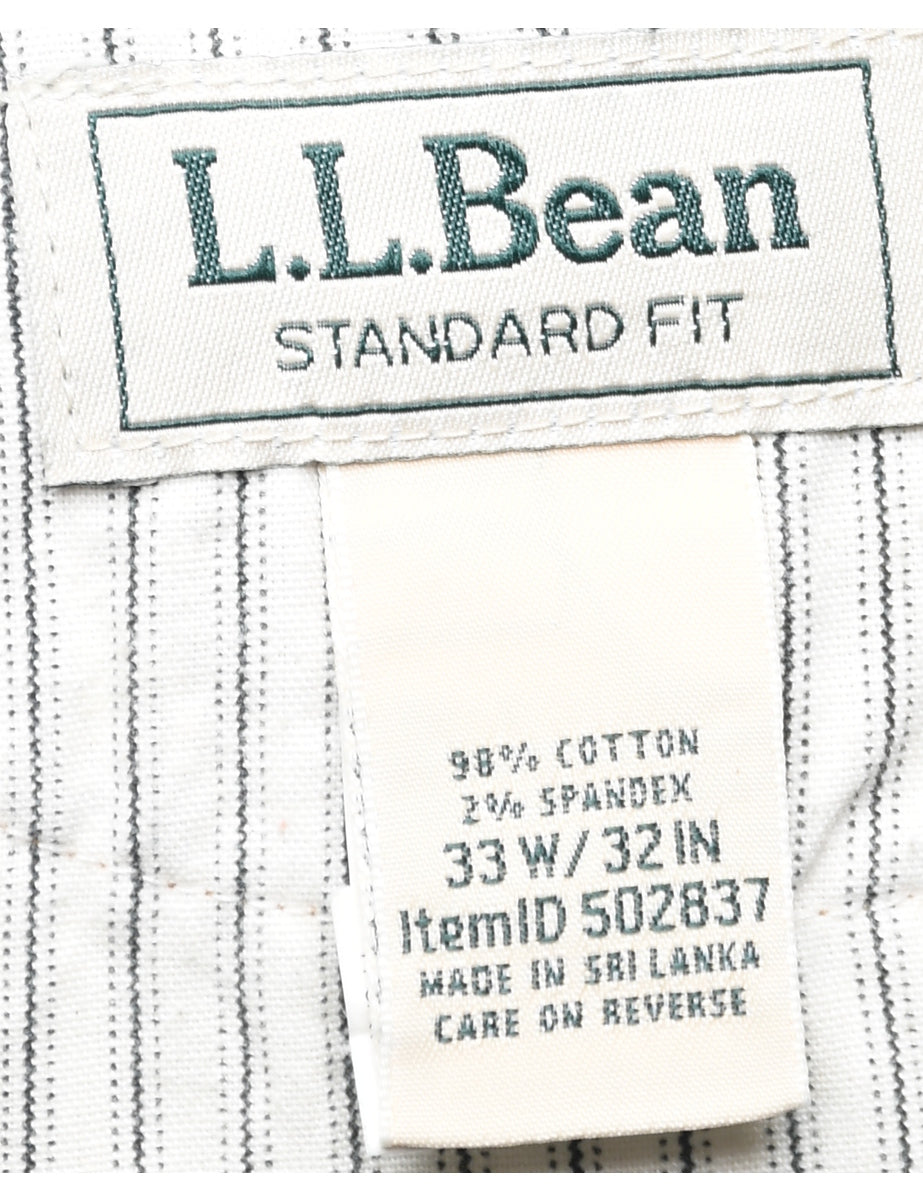 L.L.Bean
STANDARD FIT
98% COTTON
2% SPANDEX
33 W/ 32 IN
ItemID 502837
MADE IN SRI LANKA
CARE ON REVERSE